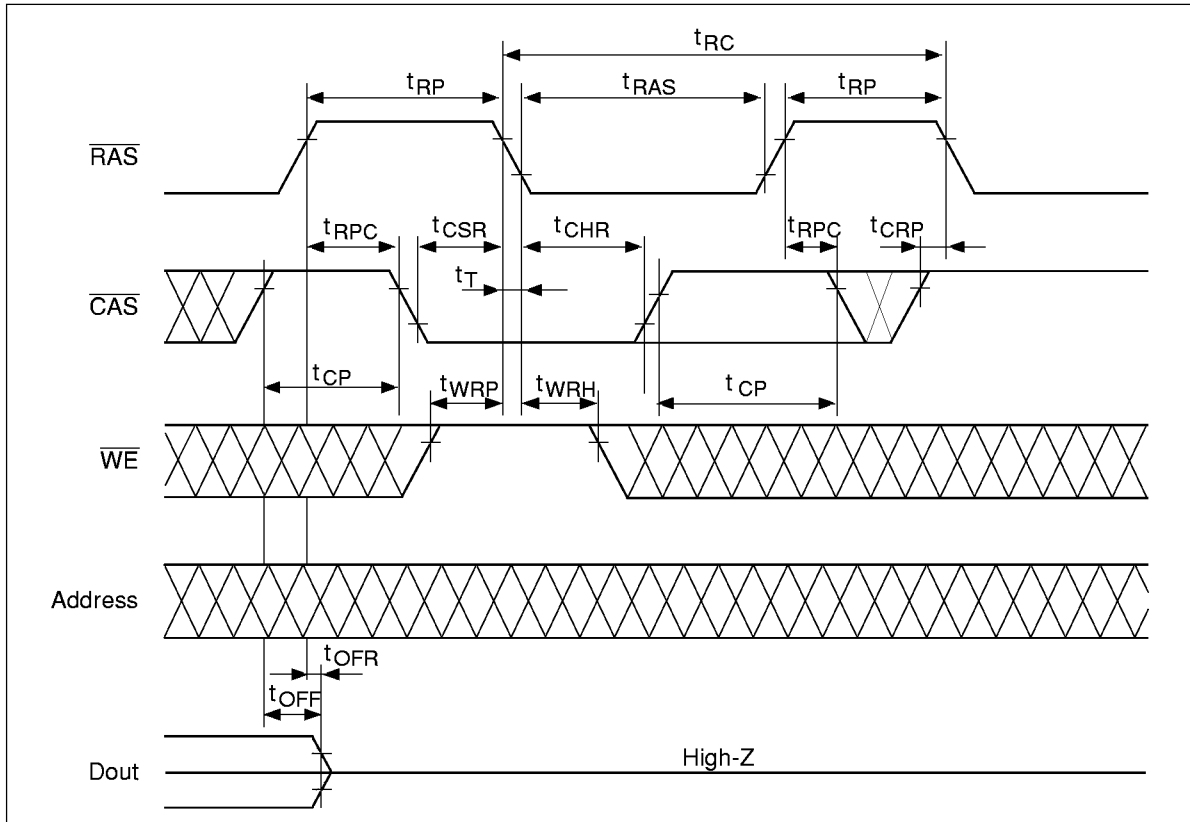 tRC
tRP tRAS tRP
RAS
tRPC tCSR tCHR tRPC tCRP
tT
CAS
tCP tWRP tWRH tCP
WE
Address
tOFR
tOFF
Dout High-Z